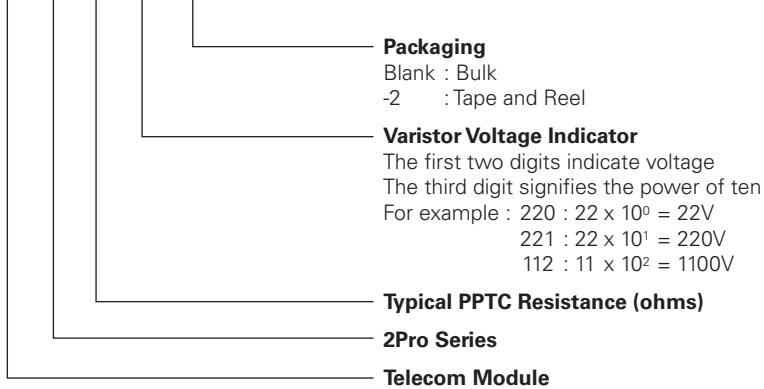 Packaging
Blank : Bulk
-2 : Tape and Reel
Varistor Voltage Indicator
The first two digits indicate voltage
The third digit signifies the power of ten
For example : 220 : 22 x 10⁰ = 22V
221 : 22 x 10¹ = 220V
112 : 11 x 10² = 1100V
Typical PPTC Resistance (ohms)
2Pro Series
Telecom Module